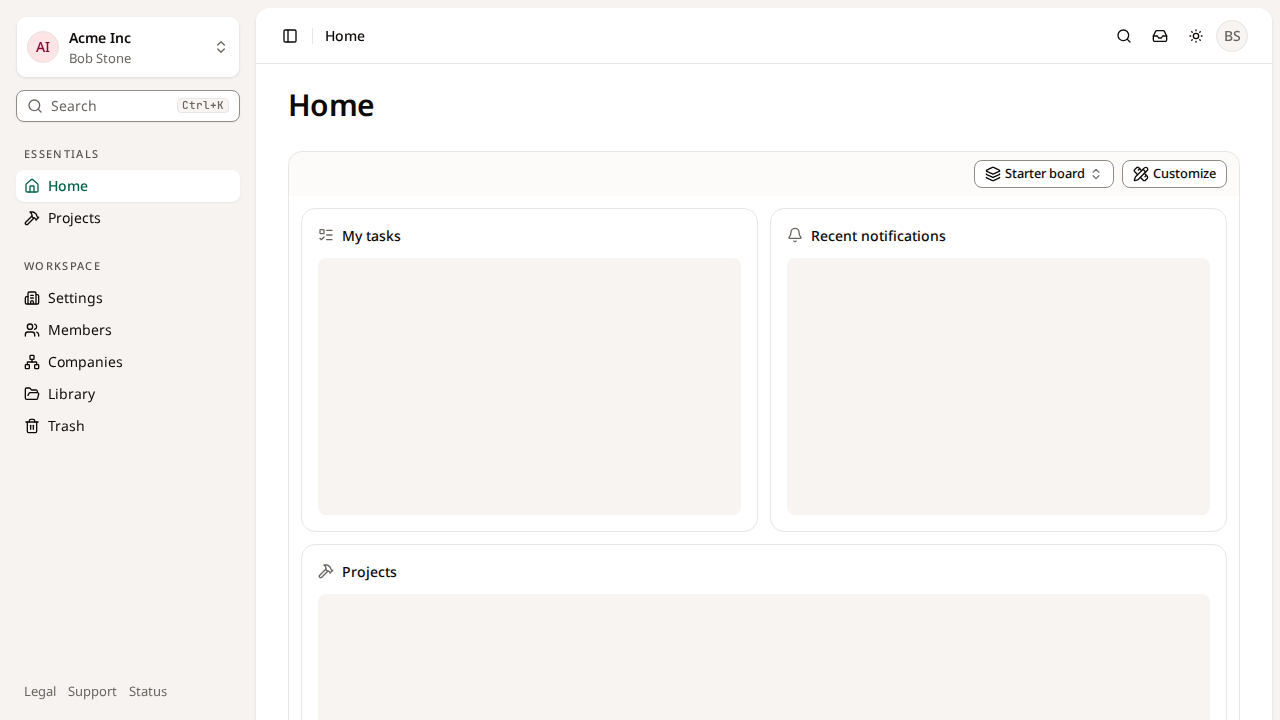 AI
Acme Inc
Bob Stone
Search
Ctrl+K
ESSENTIALS
Home
Projects
WORKSPACE
Settings
Members
Companies
Library
Trash
Legal Support Status
Home
BS
Home
Starter board
Customize
My tasks
Recent notifications
Projects